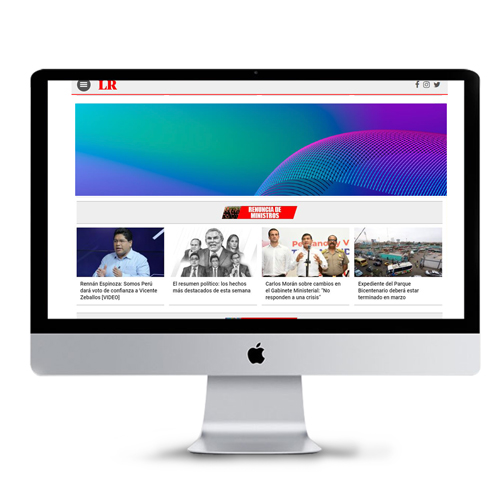 LR
RENUNCIA DE
MINISTROS
Rennán Espinoza: Somos Perú
dará voto de confianza a Vicente
Zeballos [VIDEO]
El resumen político: los hechos
más destacados de esta semana
Carlos Morán sobre cambios en
el Gabinete Ministerial: "No
responden a una crisis"
Expediente del Parque
Bicentenario deberá estar
terminado en marzo